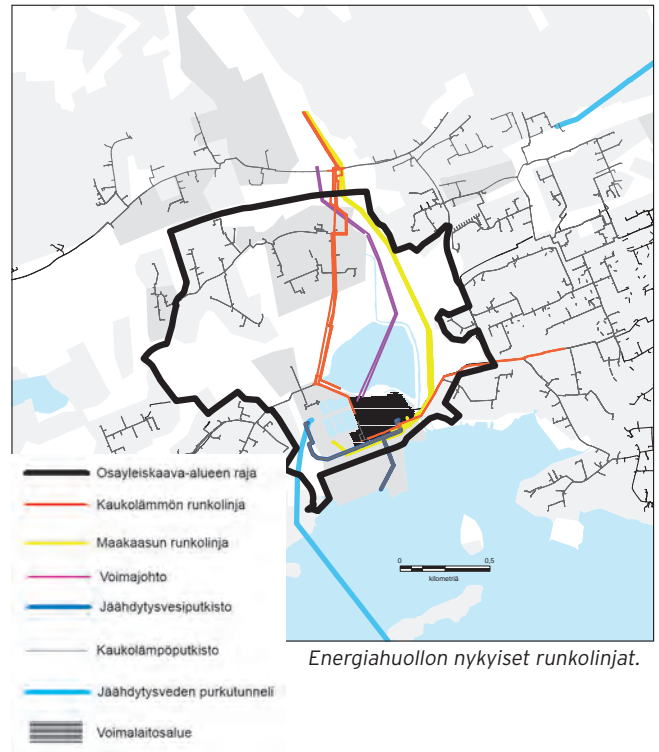 0 0,5
kilometriä
Osayleiskaava-alueen raja
Kaukolämmön runkolinja
Maakaasun runkolinja
Voimajohto
Jäähdytysvesiputkisto
Kaukolämpöputkisto
Jäähdytysveden purkutunneli
Voimalaitosalue
Energiahuollon nykyiset runkolinjat.